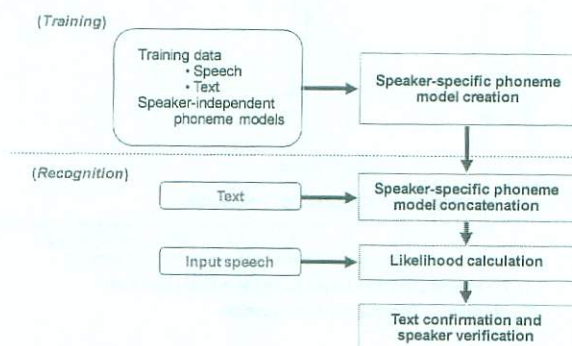 (Training)
Training data
• Speech
• Text
Speaker-independent
phoneme models
Speaker-specific phoneme
model creation
(Recognition)
Text
Speaker-specific phoneme
model concatenation
Input speech
Likelihood calculation
Text confirmation and
speaker verification